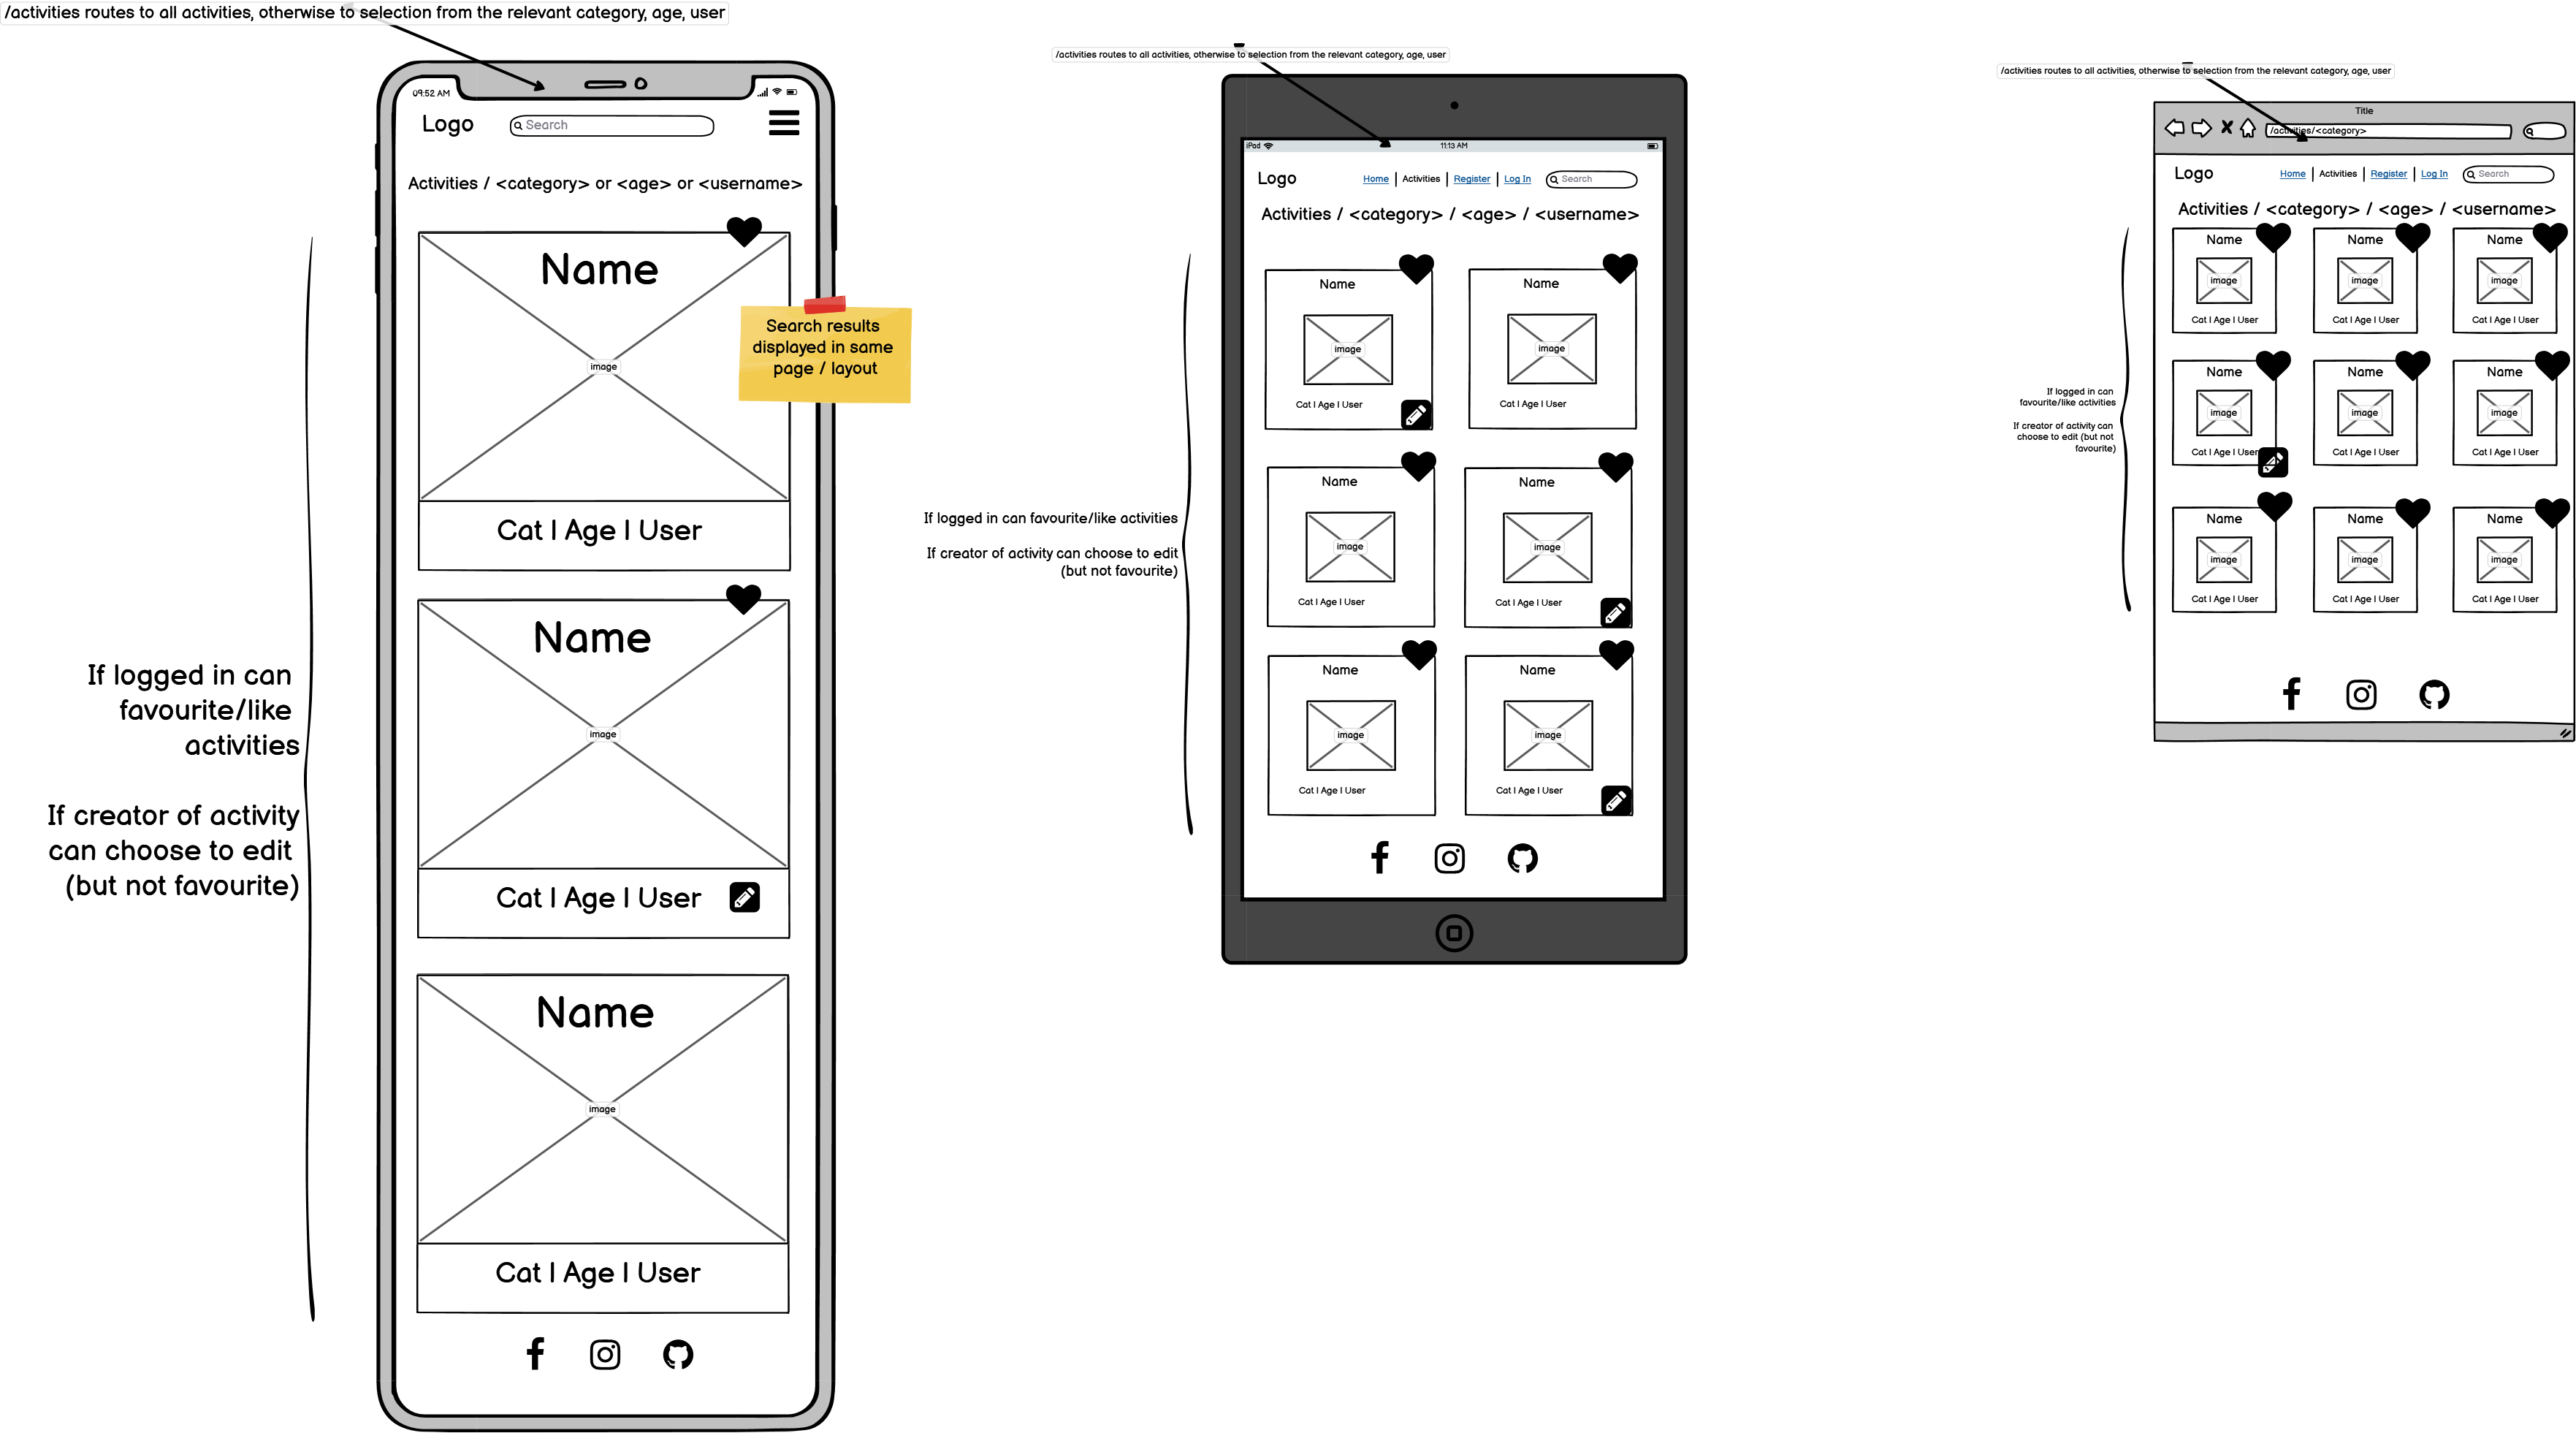 /activities routes to all activities, otherwise to selection from the relevant category, age, user
09:52 AM
Logo
Search
Activities / <category> or <age> or <username>
Name
image
Cat | Age | User
Name
image
Cat | Age | User
Name
image
Cat | Age | User
Search results
displayed in same
page / layout
If logged in can
favourite/like
activities
If creator of activity
can choose to edit
(but not favourite)
/activities routes to all activities, otherwise to selection from the relevant category, age, user
iPad
11:13 AM
Logo
Home | Activities | Register | Log In
Search
Activities / <category> / <age> / <username>
Name
image
Cat | Age | User
Name
image
Cat | Age | User
Name
image
Cat | Age | User
Name
image
Cat | Age | User
Name
image
Cat | Age | User
Name
image
Cat | Age | User
If logged in can favourite/like activities
If creator of activity can choose to edit
(but not favourite)
/activities routes to all activities, otherwise to selection from the relevant category, age, user
Title
/activities/<category>
Logo
Home | Activities | Register | Log In
Search
Activities / <category> / <age> / <username>
Name
image
Cat | Age | User
Name
image
Cat | Age | User
Name
image
Cat | Age | User
Name
image
Cat | Age | User
Name
image
Cat | Age | User
Name
image
Cat | Age | User
Name
image
Cat | Age | User
Name
image
Cat | Age | User
Name
image
Cat | Age | User
If logged in can
favourite/like activities
If creator of activity can
choose to edit (but not
favourite)